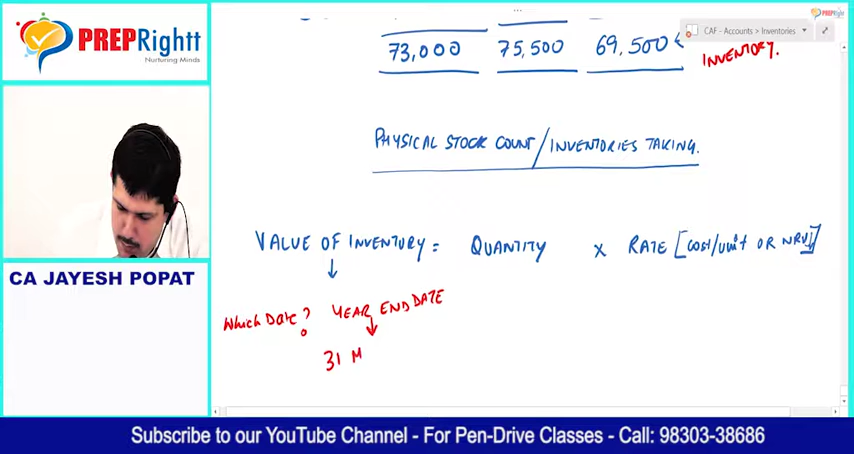 PREPRightt
Nurturing Minds
PREPRightt
CAF - Accounts > Inventories
73,000 75,500 69,500
INVENTORY.
PHYSICAL STOCK COUNT/INVENTORIES TAKING.
VALUE OF INVENTORY = QUANTITY x RATE [COST/UNIT OR NRV]
Which Date? YEAR END DATE
31 M
CA JAYESH POPAT
Subscribe to our YouTube Channel - For Pen-Drive Classes - Call: 98303-38686